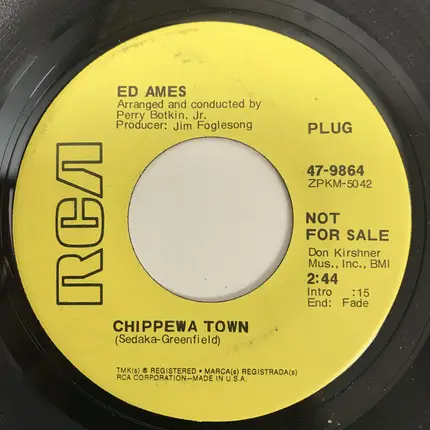 ED AMES
Arranged and conducted by
Perry Botkin, Jr.
Producer: Jim Foglesong
PLUG
47-9864
ZPKM-5042
NOT
FOR SALE
Don Kirshner
Mus., Inc., BMI
2:44
Intro :15
End: Fade
RCA
CHIPPEWA TOWN
(Sedaka-Greenfield)
TMK(s) ® REGISTERED • MARCA(s) REGISTRADA(s)
RCA CORPORATION—MADE IN U.S.A.